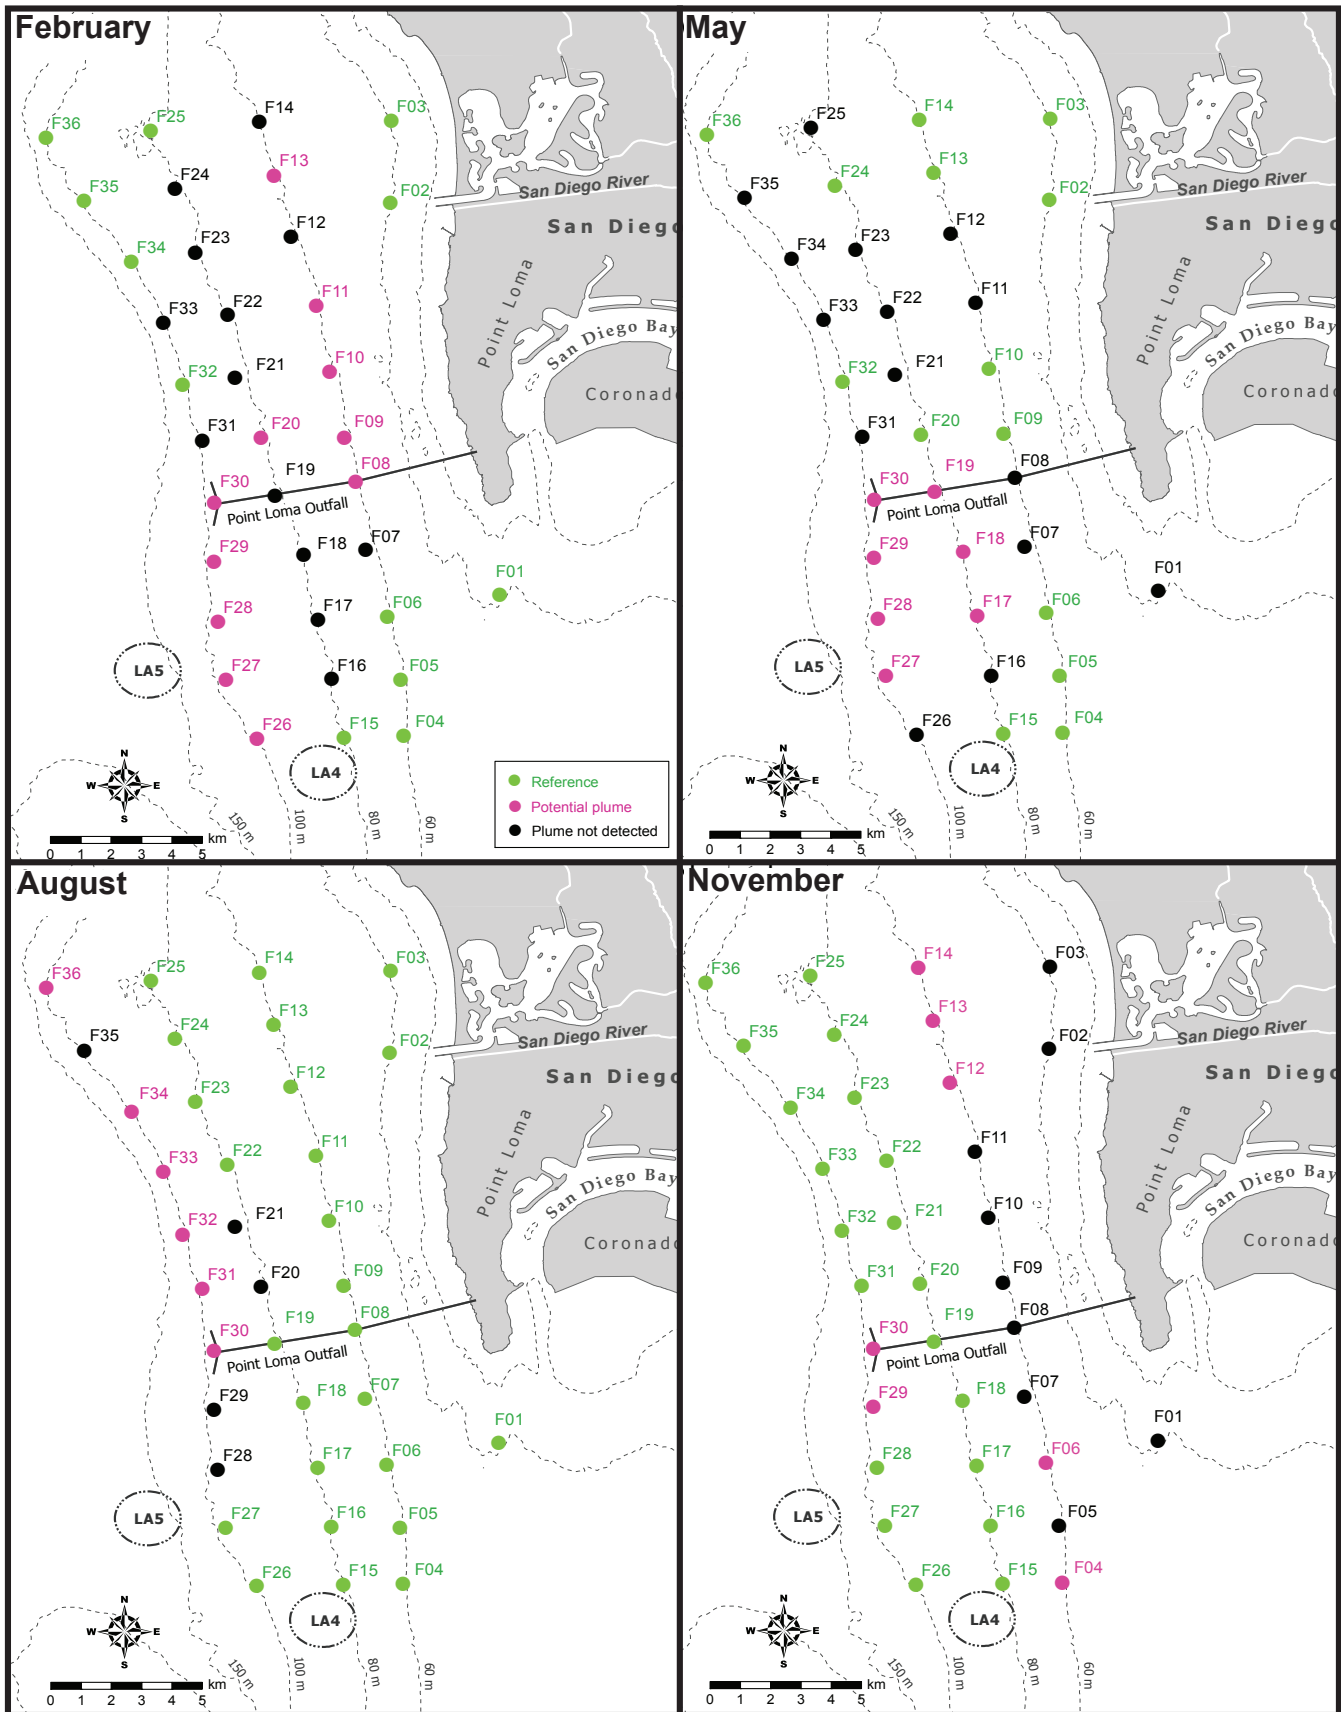 February
F14
F03
F36
F25
F13
F24
F35
F02
San Diego River
F12
San Diego
F34
F23
F11
F33
F22
Point Loma
San Diego Bay
F10
F21
F32
Coronad
F31
F20
F09
F19
F08
F30
Point Loma Outfall
F29
F18
F07
F01
F28
F17
F06
LA5
F27
F16
F05
F26
F15
F04
LA4
N
W E
S
Reference
Potential plume
Plume not detected
150 m
100 m
80 m
60 m
km
0 1 2 3 4 5
May
F25
F14
F03
F36
F13
F24
F35
F02
San Diego River
F12
San Diego
F34
F23
F11
F33
F22
Point Loma
San Diego Bay
F10
F21
F32
Coronad
F31
F20
F09
F08
F19
F30
Point Loma Outfall
F29
F18
F07
F01
F28
F17
F06
LA5
F27
F16
F05
F26
F15
F04
LA4
N
W E
S
150 m
100 m
80 m
60 m
km
0 1 2 3 4 5
August
F14
F03
F36
F25
F13
F24
F35
F02
San Diego River
F12
San Diego
F34
F23
F11
F33
F22
Point Loma
San Diego Bay
F10
F21
F32
Coronad
F31
F20
F09
F19
F08
F30
Point Loma Outfall
F29
F18
F07
F01
F28
F17
F06
LA5
F27
F16
F05
F26
F15
F04
LA4
N
W E
S
150 m
100 m
80 m
60 m
km
0 1 2 3 4 5
November
F14
F03
F36
F25
F13
F24
F35
F02
San Diego River
F12
San Diego
F34
F23
F11
F33
F22
Point Loma
San Diego Bay
F10
F21
F32
Coronad
F31
F20
F09
F08
F19
F30
Point Loma Outfall
F29
F18
F07
F01
F28
F17
F06
LA5
F27
F16
F05
F26
F15
F04
LA4
N
W E
S
150 m
100 m
80 m
60 m
km
0 1 2 3 4 5